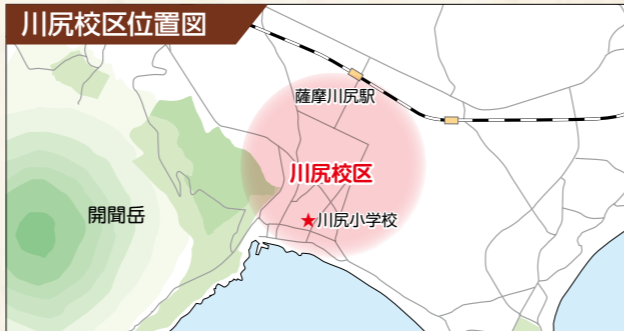 川尻校区位置図
薩摩川尻駅
川尻校区
開聞岳
★川尻小学校